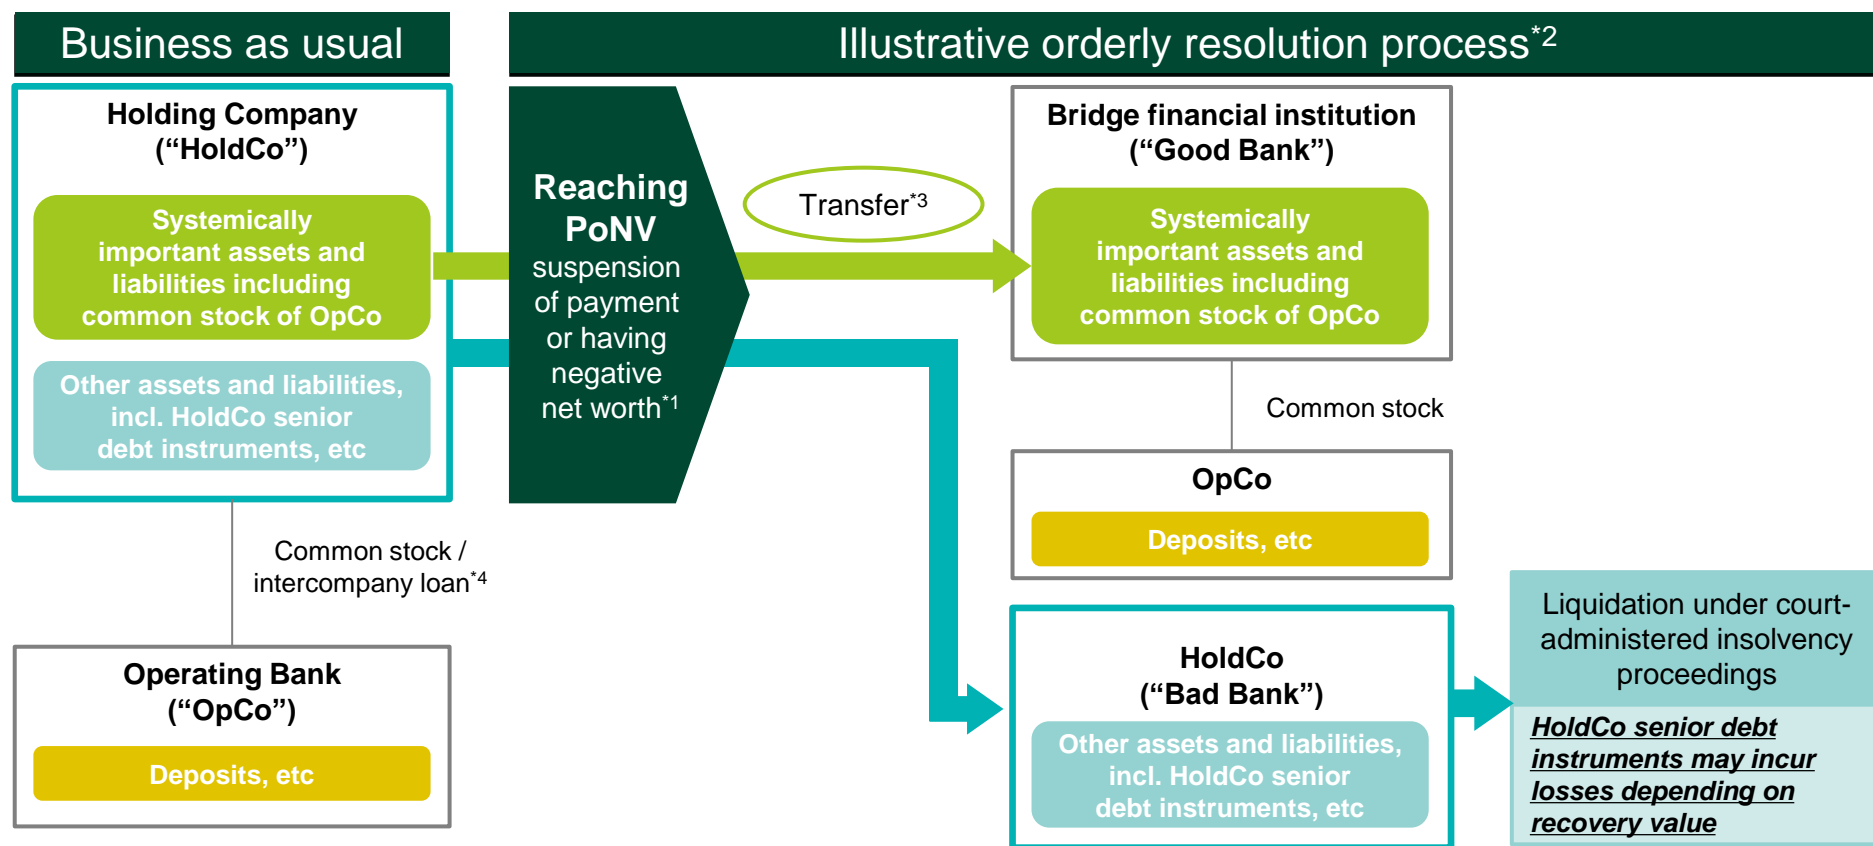 Business as usual
Illustrative orderly resolution process*2
Holding Company
(“HoldCo”)
Systemically
important assets and
liabilities including
common stock of OpCo
Other assets and liabilities,
incl. HoldCo senior
debt instruments, etc
Common stock /
intercompany loan*4
Operating Bank
(“OpCo”)
Deposits, etc
Reaching
PoNV
suspension
of payment
or having
negative
net worth*1
Transfer*3
Bridge financial institution
(“Good Bank”)
Systemically
important assets and
liabilities including
common stock of OpCo
Common stock
OpCo
Deposits, etc
HoldCo
(“Bad Bank”)
Other assets and liabilities,
incl. HoldCo senior
debt instruments, etc
Liquidation under court-
administered insolvency
proceedings
HoldCo senior debt
instruments may incur
losses depending on
recovery value